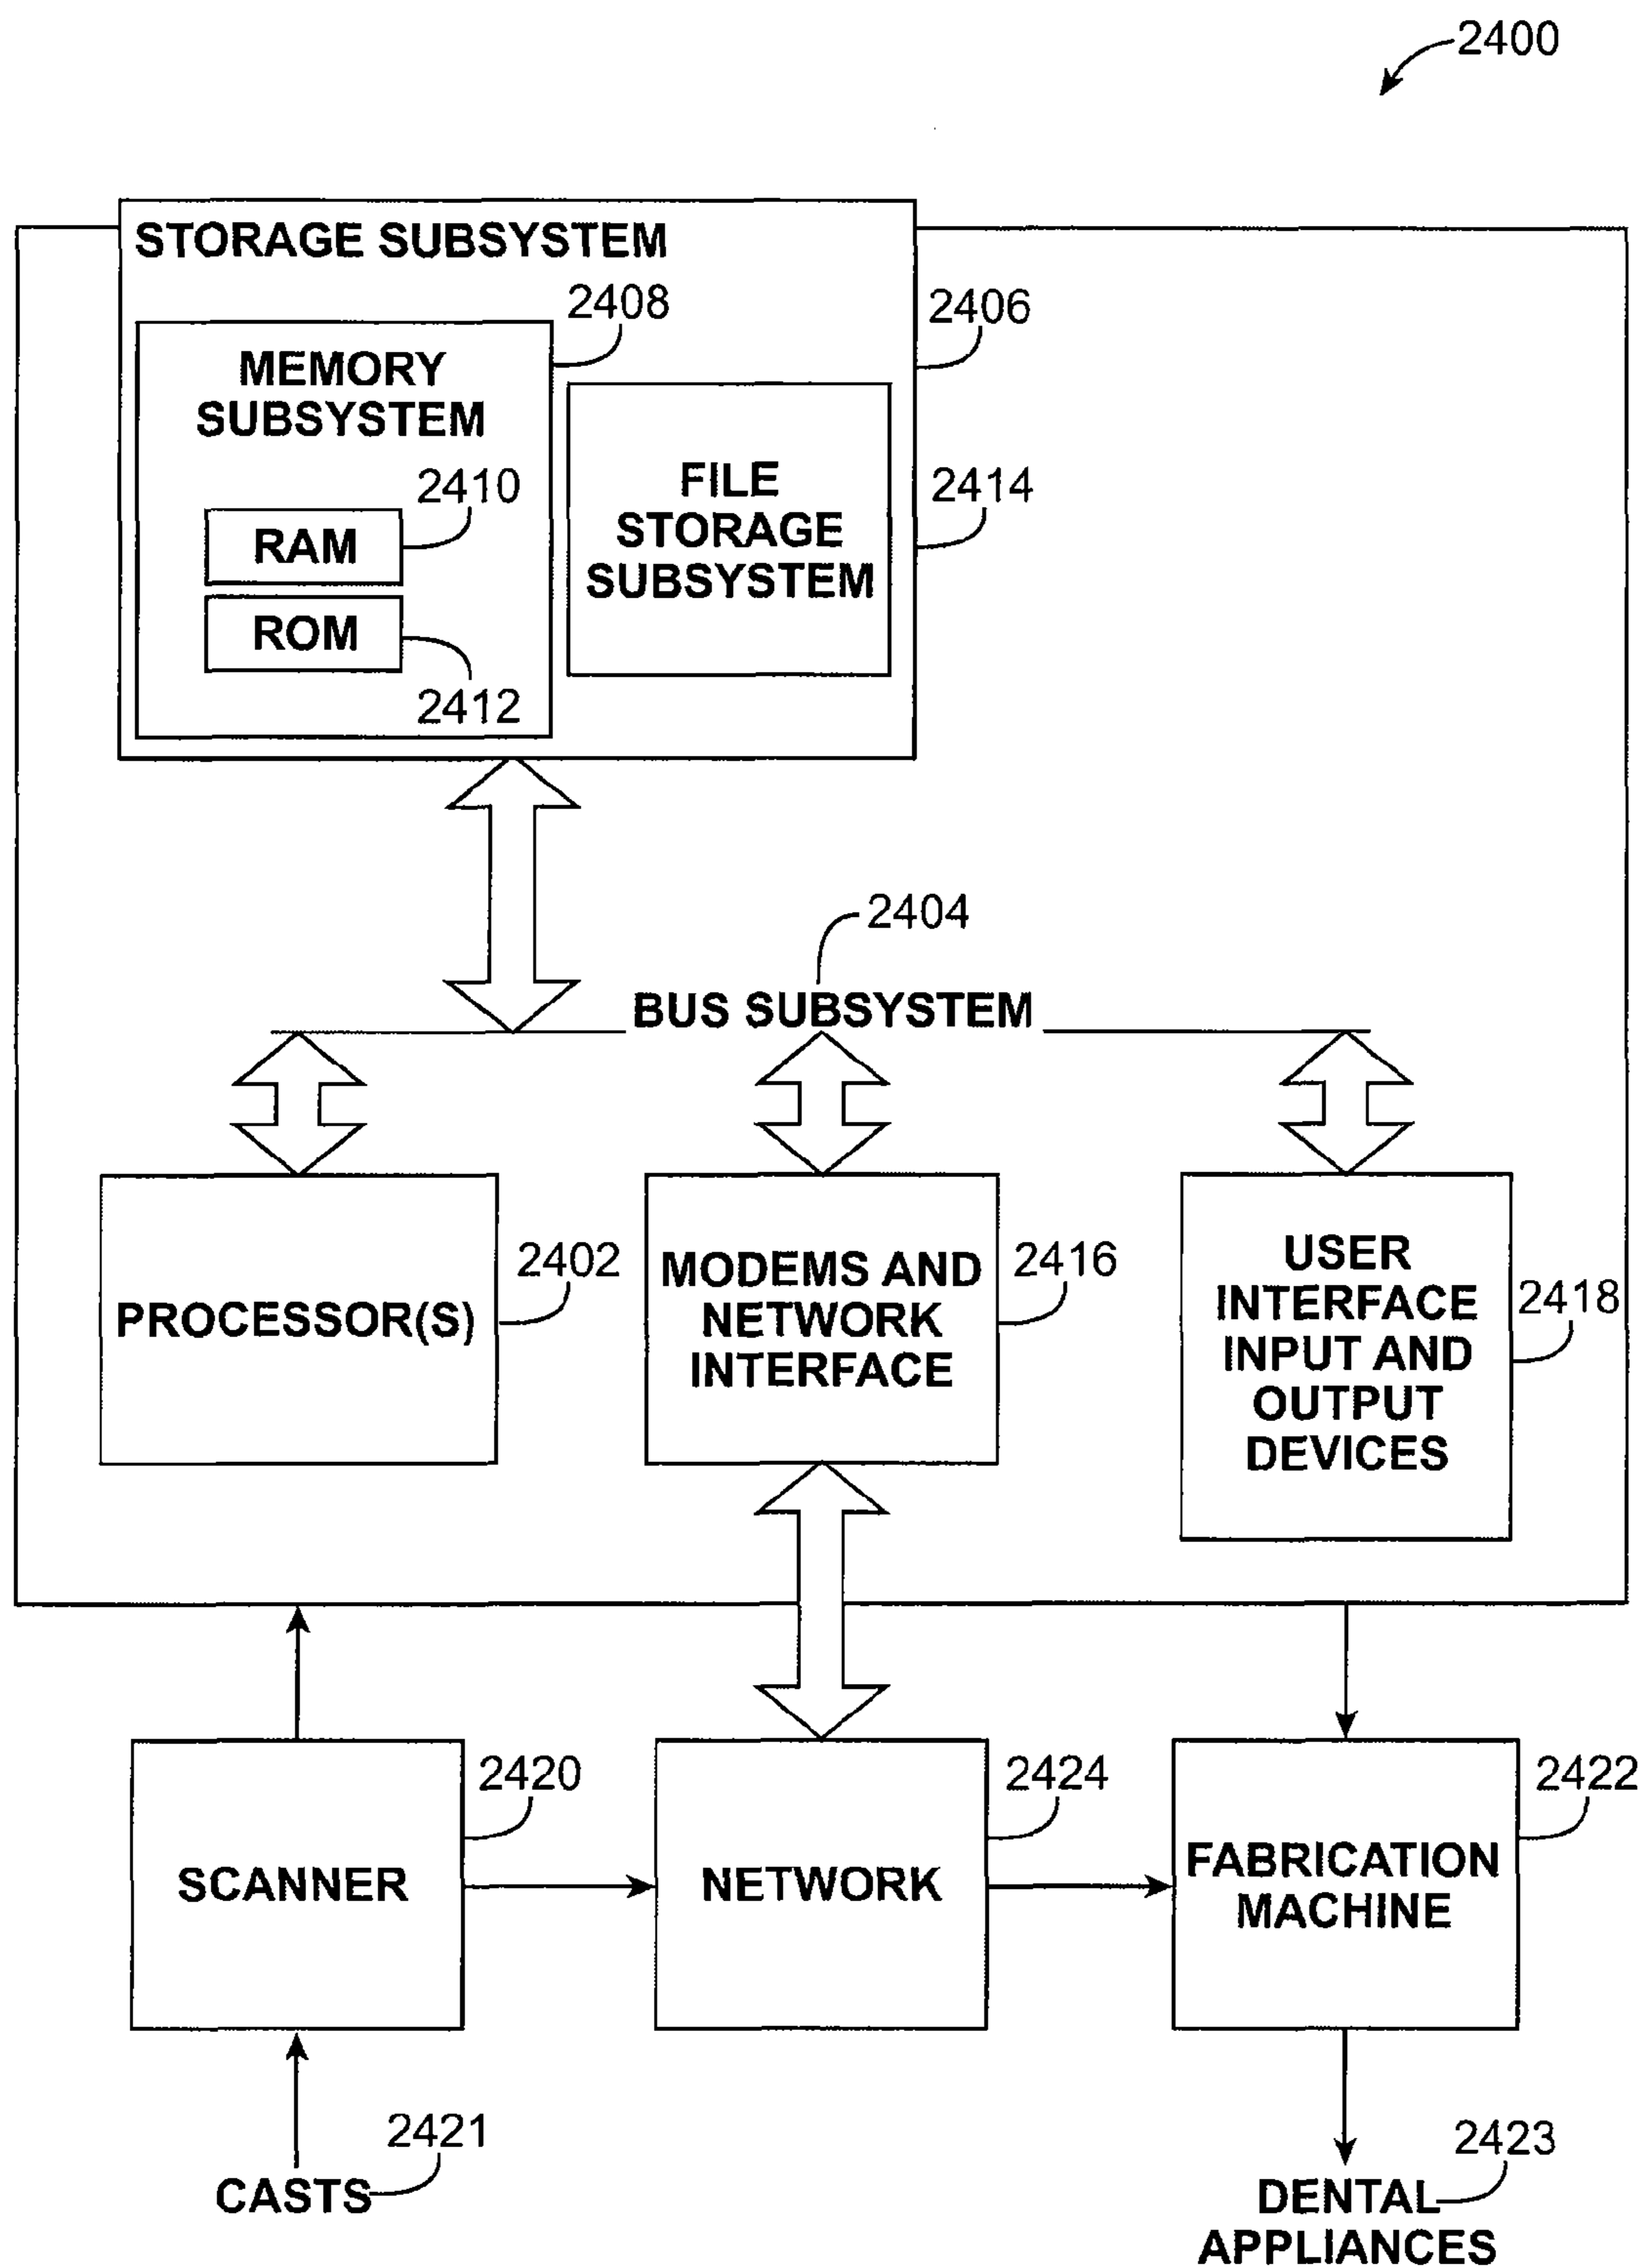 2400
STORAGE SUBSYSTEM
2408
2406
MEMORY
SUBSYSTEM
2410
RAM
ROM
2412
FILE
STORAGE
SUBSYSTEM
2414
2404
BUS SUBSYSTEM
PROCESSOR(S)
2402
MODEMS AND
NETWORK
INTERFACE
2416
USER
INTERFACE
INPUT AND
OUTPUT
DEVICES
2418
SCANNER
2420
NETWORK
2424
FABRICATION
MACHINE
2422
CASTS
2421
DENTAL
APPLIANCES
2423